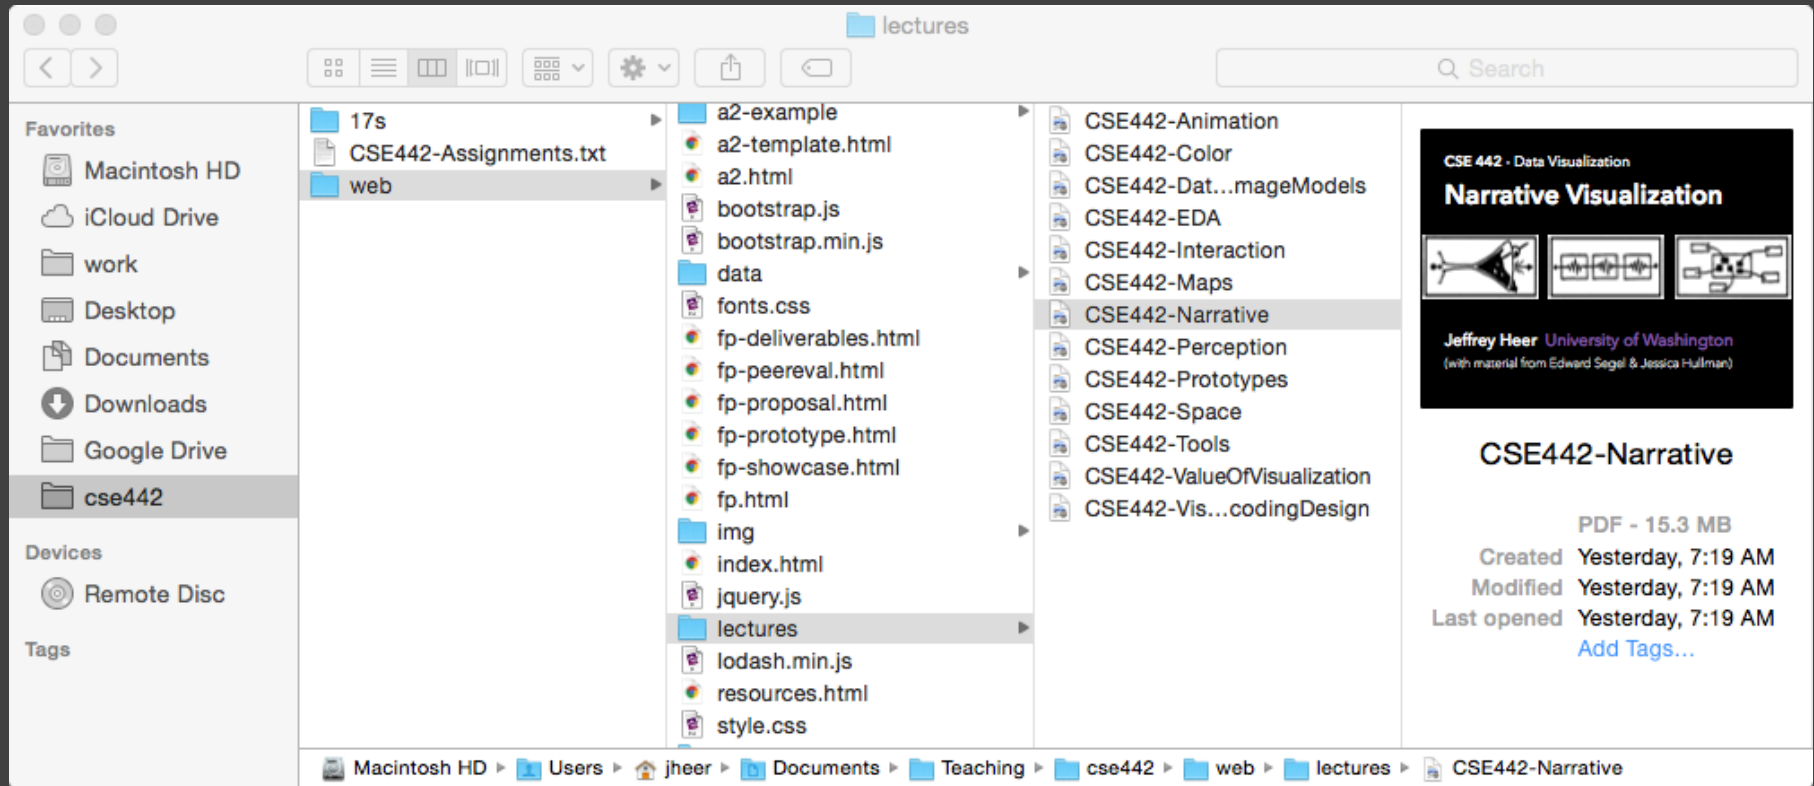 lectures
Search
Favorites
Macintosh HD
iCloud Drive
work
Desktop
Documents
Downloads
Google Drive
cse442
Devices
Remote Disc
Tags
17s
CSE442-Assignments.txt
web
a2-example
a2-template.html
a2.html
bootstrap.js
bootstrap.min.js
data
fonts.css
fp-deliverables.html
fp-peereval.html
fp-proposal.html
fp-prototype.html
fp-showcase.html
fp.html
img
index.html
jquery.js
lectures
lodash.min.js
resources.html
style.css
CSE442-Animation
CSE442-Color
CSE442-Dat...mageModels
CSE442-EDA
CSE442-Interaction
CSE442-Maps
CSE442-Narrative
CSE442-Perception
CSE442-Prototypes
CSE442-Space
CSE442-Tools
CSE442-ValueOfVisualization
CSE442-Vis...codingDesign
CSE 442 - Data Visualization
Narrative Visualization
Jeffrey Heer University of Washington
(with material from Edward Segel & Jessica Hullman)
CSE442-Narrative
PDF - 15.3 MB
Created Yesterday, 7:19 AM
Modified Yesterday, 7:19 AM
Last opened Yesterday, 7:19 AM
Add Tags...
Macintosh HD Users jheer Documents Teaching cse442 web lectures CSE442-Narrative